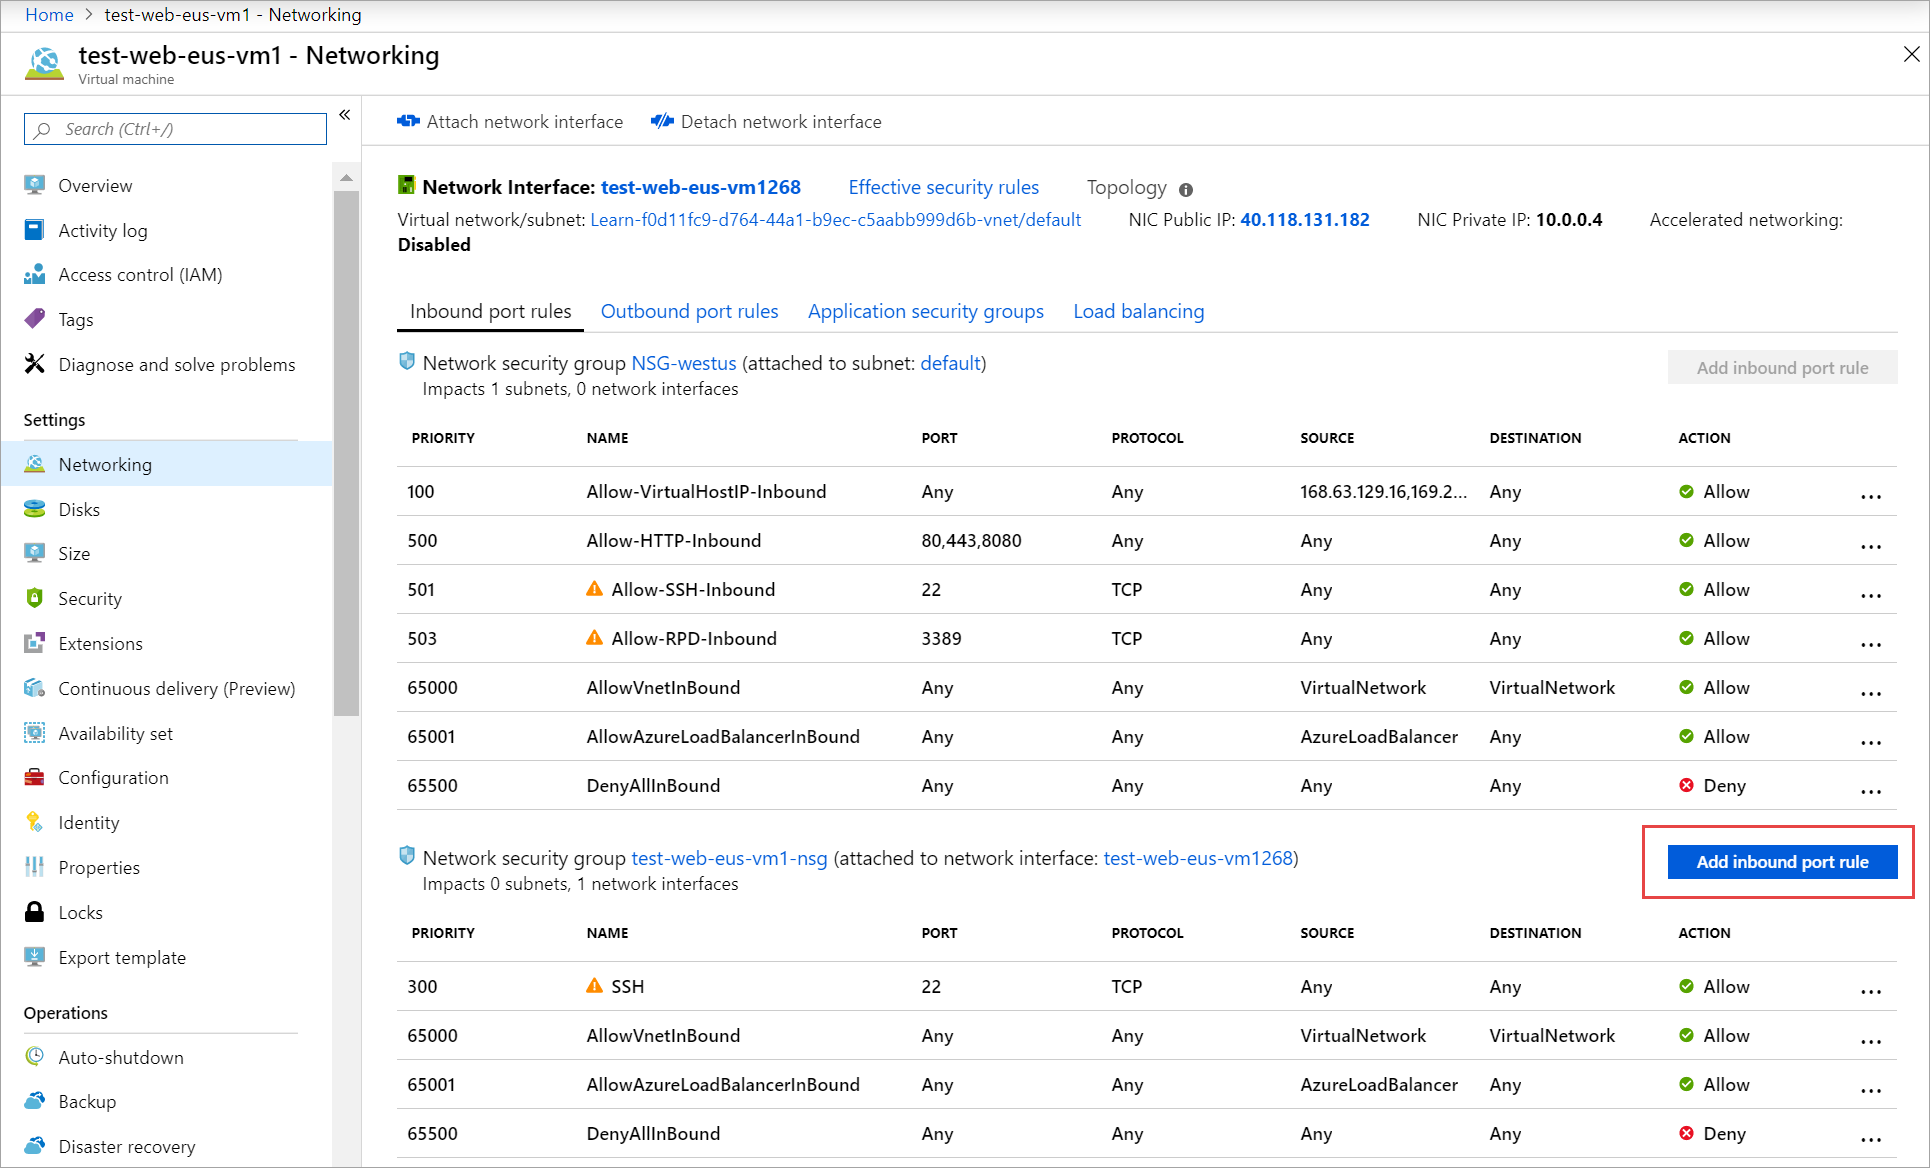 Home > test-web-eus-vm1 - Networking
test-web-eus-vm1 - Networking
Virtual machine
Search (Ctrl+/)
«
Overview
Activity log
Access control (IAM)
Tags
Diagnose and solve problems
Settings
Networking
Disks
Size
Security
Extensions
Continuous delivery (Preview)
Availability set
Configuration
Identity
Properties
Locks
Export template
Operations
Auto-shutdown
Backup
Disaster recovery
Attach network interface Detach network interface
Network Interface: test-web-eus-vm1268 Effective security rules Topology
Virtual network/subnet: Learn-f0d11fc9-d764-44a1-b9ec-c5aabb999d6b-vnet/default NIC Public IP: 40.118.131.182 NIC Private IP: 10.0.0.4 Accelerated networking:
Disabled
Inbound port rules Outbound port rules Application security groups Load balancing
Network security group NSG-westus (attached to subnet: default)
Impacts 1 subnets, 0 network interfaces
Add inbound port rule
PRIORITY NAME PORT PROTOCOL SOURCE DESTINATION ACTION
100 Allow-VirtualHostIP-Inbound Any Any 168.63.129.16,169.2... Any Allow ...
500 Allow-HTTP-Inbound 80,443,8080 Any Any Any Allow ...
501 Allow-SSH-Inbound 22 TCP Any Any Allow ...
503 Allow-RPD-Inbound 3389 TCP Any Any Allow ...
65000 AllowVnetInBound Any Any VirtualNetwork VirtualNetwork Allow ...
65001 AllowAzureLoadBalancerInBound Any Any AzureLoadBalancer Any Allow ...
65500 DenyAllInBound Any Any Any Any Deny ...
Network security group test-web-eus-vm1-nsg (attached to network interface: test-web-eus-vm1268)
Impacts 0 subnets, 1 network interfaces
Add inbound port rule
PRIORITY NAME PORT PROTOCOL SOURCE DESTINATION ACTION
300 SSH 22 TCP Any Any Allow ...
65000 AllowVnetInBound Any Any VirtualNetwork VirtualNetwork Allow ...
65001 AllowAzureLoadBalancerInBound Any Any AzureLoadBalancer Any Allow ...
65500 DenyAllInBound Any Any Any Any Deny ...